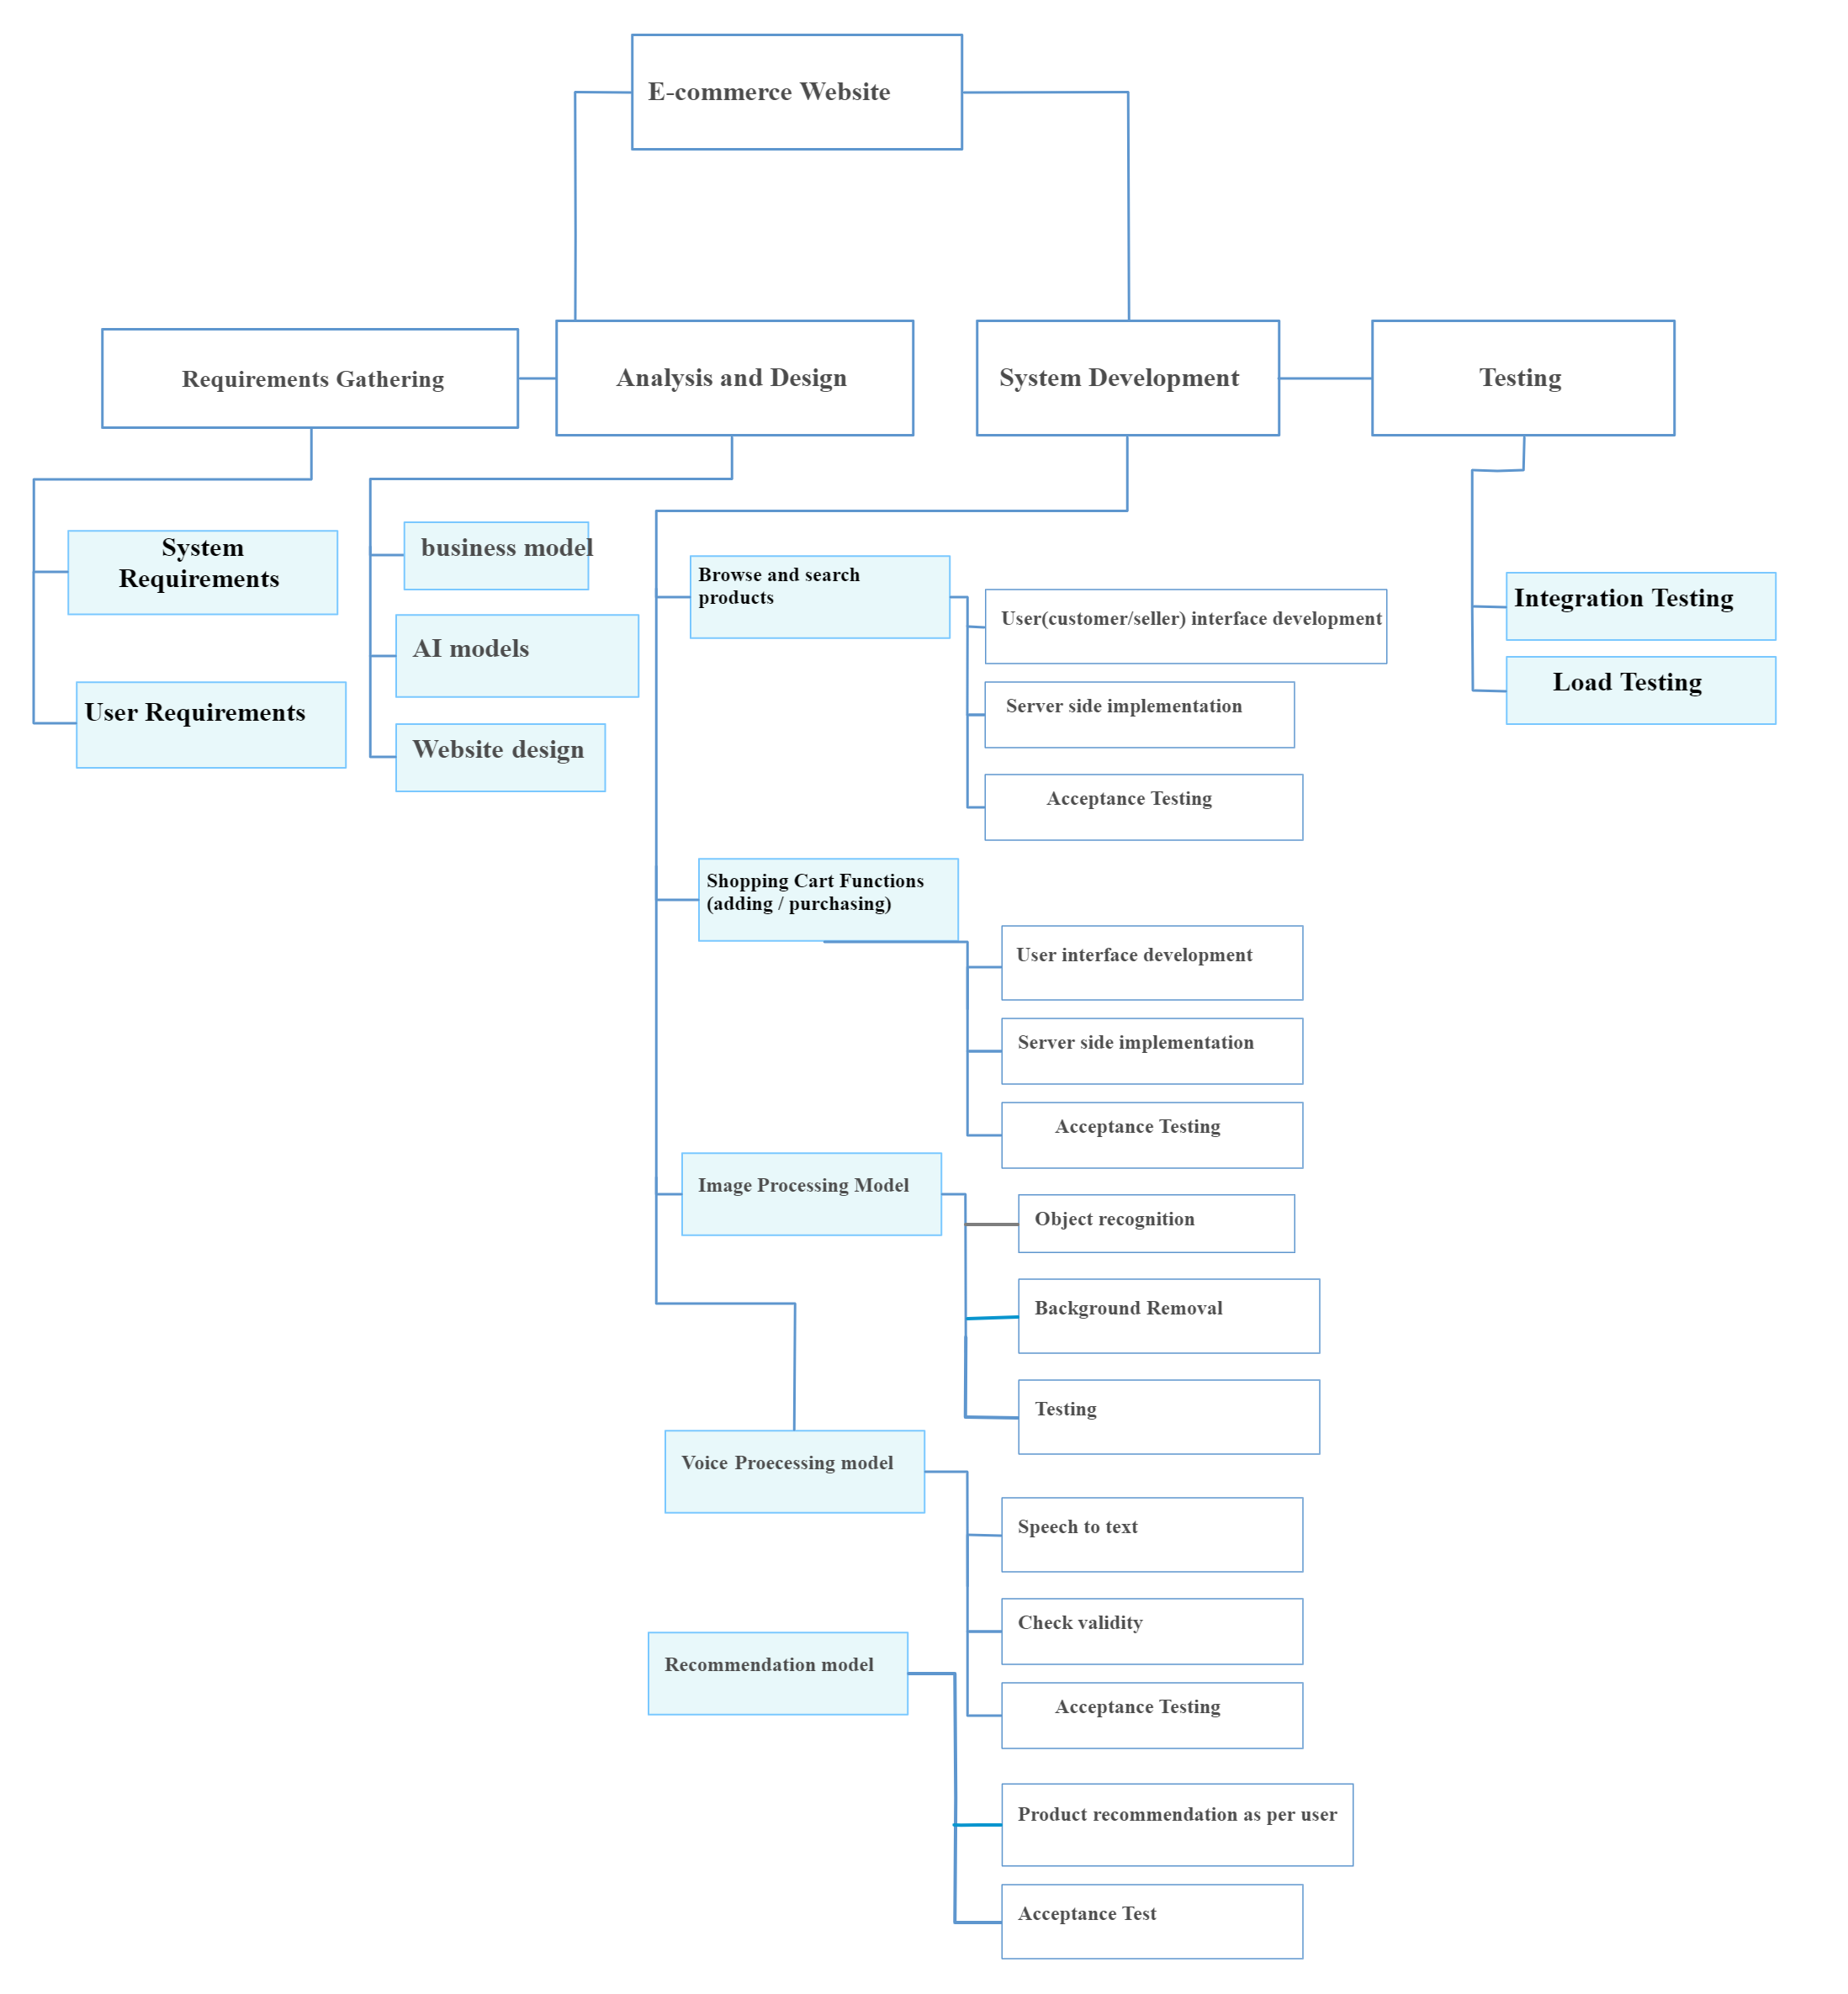 E-commerce Website
Requirements Gathering
Analysis and Design
System Development
Testing
System
Requirements
User Requirements
business model
AI models
Website design
Browse and search
products
User(customer/seller) interface development
Server side implementation
Acceptance Testing
Shopping Cart Functions
(adding / purchasing)
User interface development
Server side implementation
Acceptance Testing
Image Processing Model
Object recognition
Background Removal
Testing
Voice Proecessing model
Speech to text
Check validity
Acceptance Testing
Recommendation model
Product recommendation as per user
Acceptance Test
Integration Testing
Load Testing